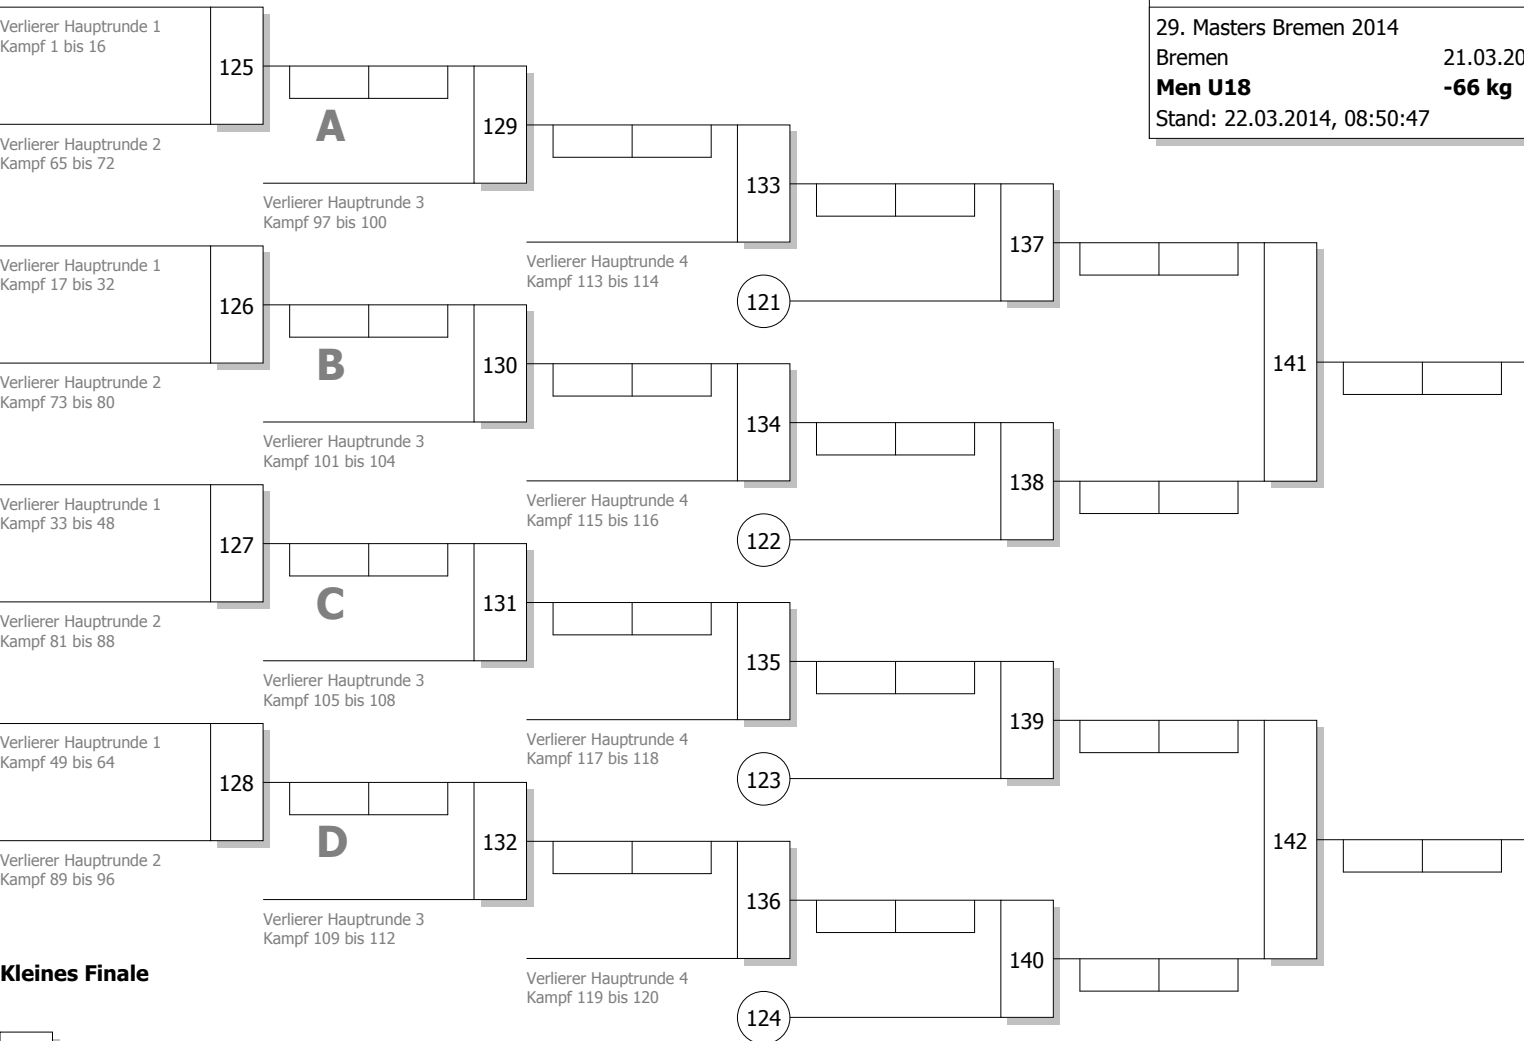 29. Masters Bremen 2014
Bremen 21.03.20
Men U18 -66 kg
Stand: 22.03.2014, 08:50:47
Verlierer Hauptrunde 1
Kampf 1 bis 16
125
Verlierer Hauptrunde 2
Kampf 65 bis 72
A
129
Verlierer Hauptrunde 3
Kampf 97 bis 100
133
Verlierer Hauptrunde 4
Kampf 113 bis 114
137
121
Verlierer Hauptrunde 1
Kampf 17 bis 32
126
Verlierer Hauptrunde 2
Kampf 73 bis 80
B
130
Verlierer Hauptrunde 3
Kampf 101 bis 104
134
Verlierer Hauptrunde 4
Kampf 115 bis 116
138
122
141
Verlierer Hauptrunde 1
Kampf 33 bis 48
127
Verlierer Hauptrunde 2
Kampf 81 bis 88
C
131
Verlierer Hauptrunde 3
Kampf 105 bis 108
135
Verlierer Hauptrunde 4
Kampf 117 bis 118
139
123
Verlierer Hauptrunde 1
Kampf 49 bis 64
128
Verlierer Hauptrunde 2
Kampf 89 bis 96
D
132
Verlierer Hauptrunde 3
Kampf 109 bis 112
136
Verlierer Hauptrunde 4
Kampf 119 bis 120
140
124
142
Kleines Finale